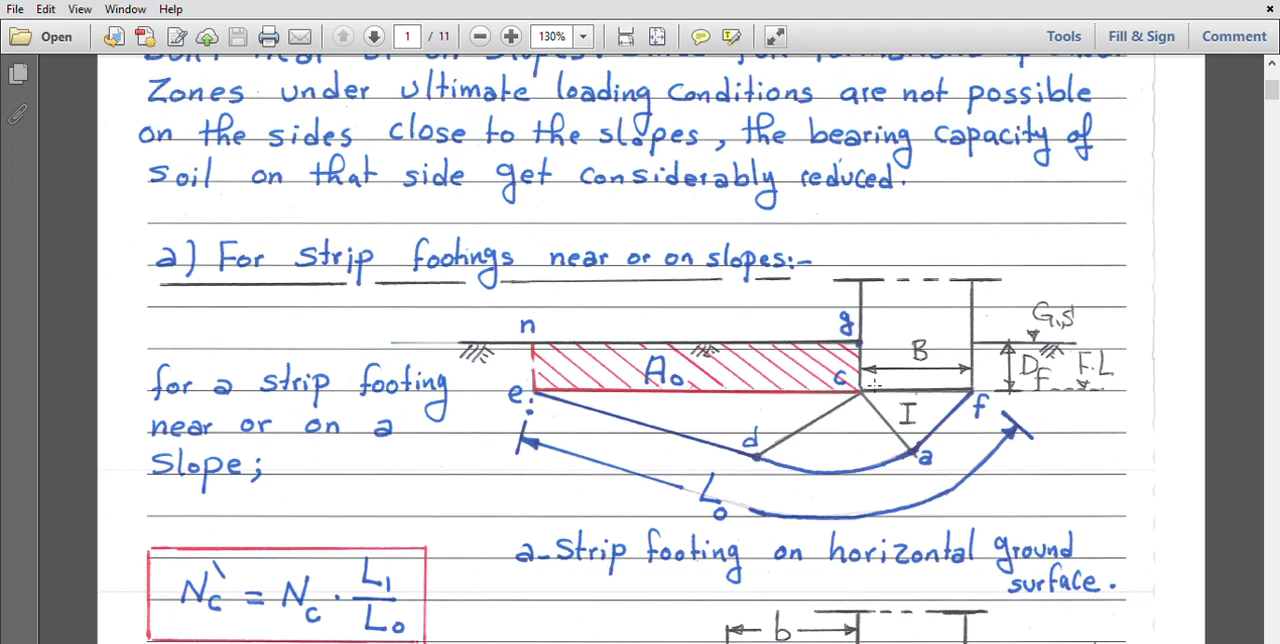 File Edit View Window Help
Open 1 / 11 130% Tools Fill & Sign Comment
Zones under ultimate loading conditions are not possible
on the sides close to the slopes, the bearing capacity of
soil on that side get considerably reduced.
a) For strip footings near or on slopes:-
n g G.S
B
A₀ c D_f F.L
for a strip footing
near or on a
slope;
e I f
d a
L₀
a- strip footing on horizontal ground
surface.
N'_c = N_c . L₁/L₀
b